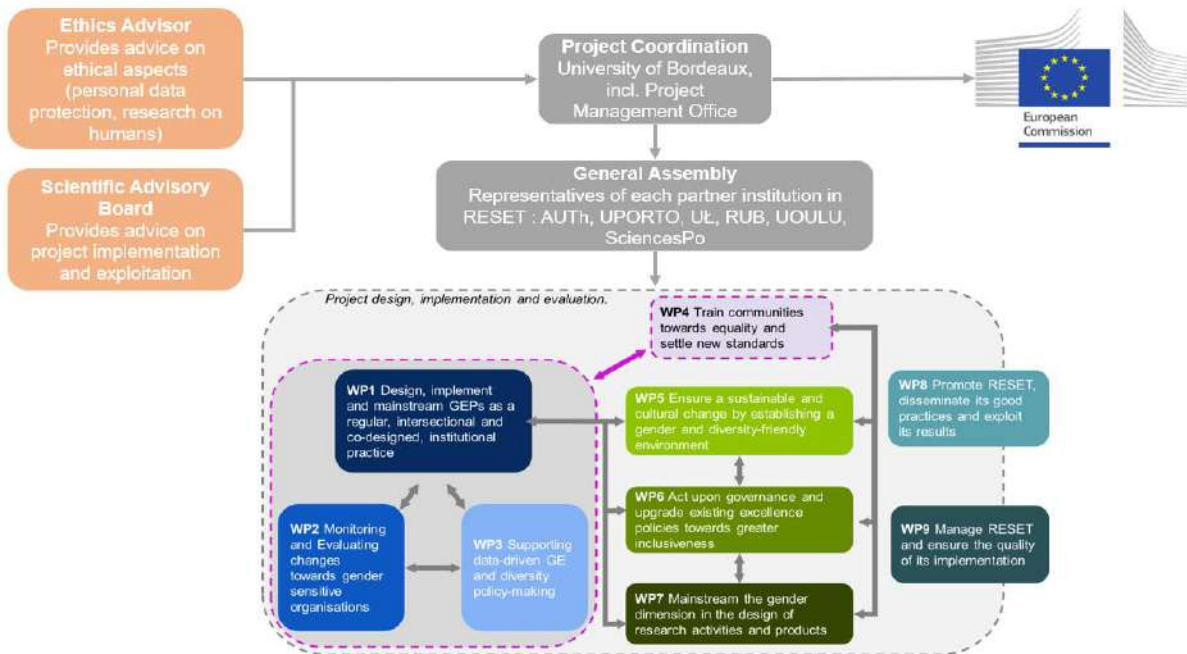 Ethics Advisor
Provides advice on
ethical aspects
(personal data
protection, research on
humans)
Scientific Advisory
Board
Provides advice on
project implementation
and exploitation
Project Coordination
University of Bordeaux,
incl. Project
Management Office
European
Commission
General Assembly
Representatives of each partner institution in
RESET : AUTh, UPORTO, UŁ, RUB, UOULU,
SciencesPo
Project design, implementation and evaluation.
WP4 Train communities
towards equality and
settle new standards
WP1 Design, implement
and mainstream GEPs as a
regular, intersectional and
co-designed, institutional
practice
WP2 Monitoring
and Evaluating
changes
towards gender
sensitive
organisations
WP3 Supporting
data-driven GE
and diversity
policy-making
WP5 Ensure a sustainable and
cultural change by establishing a
gender and diversity-friendly
environment
WP6 Act upon governance and
upgrade existing excellence
policies towards greater
inclusiveness
WP7 Mainstream the gender
dimension in the design of
research activities and products
WP8 Promote RESET,
disseminate its good
practices and exploit
its results
WP9 Manage RESET
and ensure the quality
of its implementation